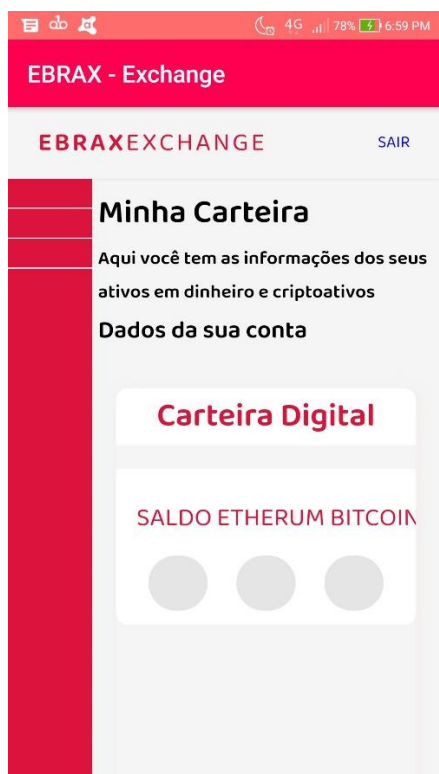 4G 78% 6:59 PM
EBRAX - Exchange
EBRAXEXCHANGE SAIR
Minha Carteira
Aqui você tem as informações dos seus
ativos em dinheiro e criptoativos
Dados da sua conta
Carteira Digital
SALDO ETHERUM BITCOIN